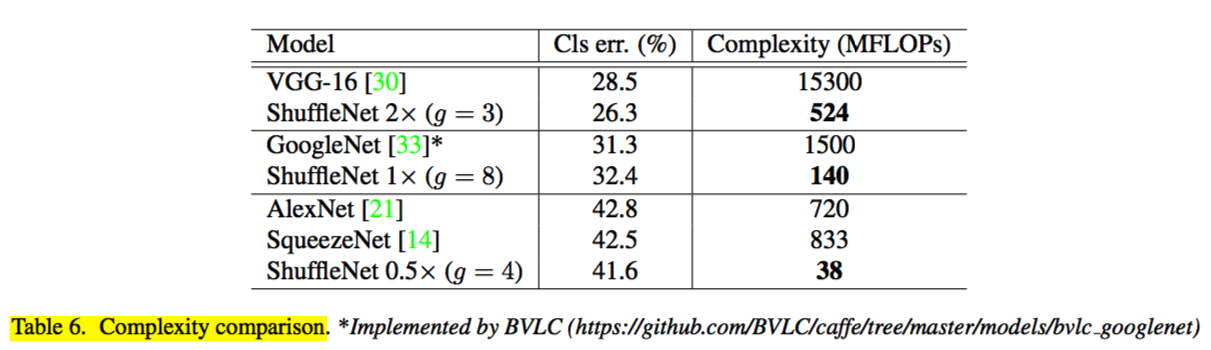 Model Cls err. (%) Complexity (MFLOPs)
VGG-16 [30] 28.5 15300
ShuffleNet 2× (g = 3) 26.3 524
GoogleNet [33]* 31.3 1500
ShuffleNet 1× (g = 8) 32.4 140
AlexNet [21] 42.8 720
SqueezeNet [14] 42.5 833
ShuffleNet 0.5× (g = 4) 41.6 38
Table 6. Complexity comparison. *Implemented by BVLC (https://github.com/BVLC/caffe/tree/master/models/bvlc_googlenet)